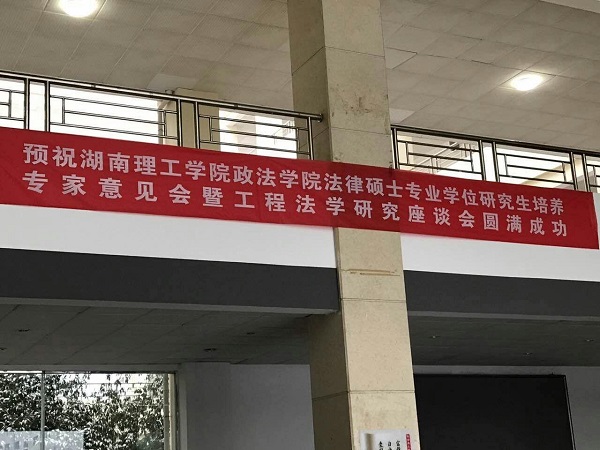 预祝湖南理工学院政法学院法律硕士专业学位研究生培养
专家意见会暨工程法学研究座谈会圆满成功